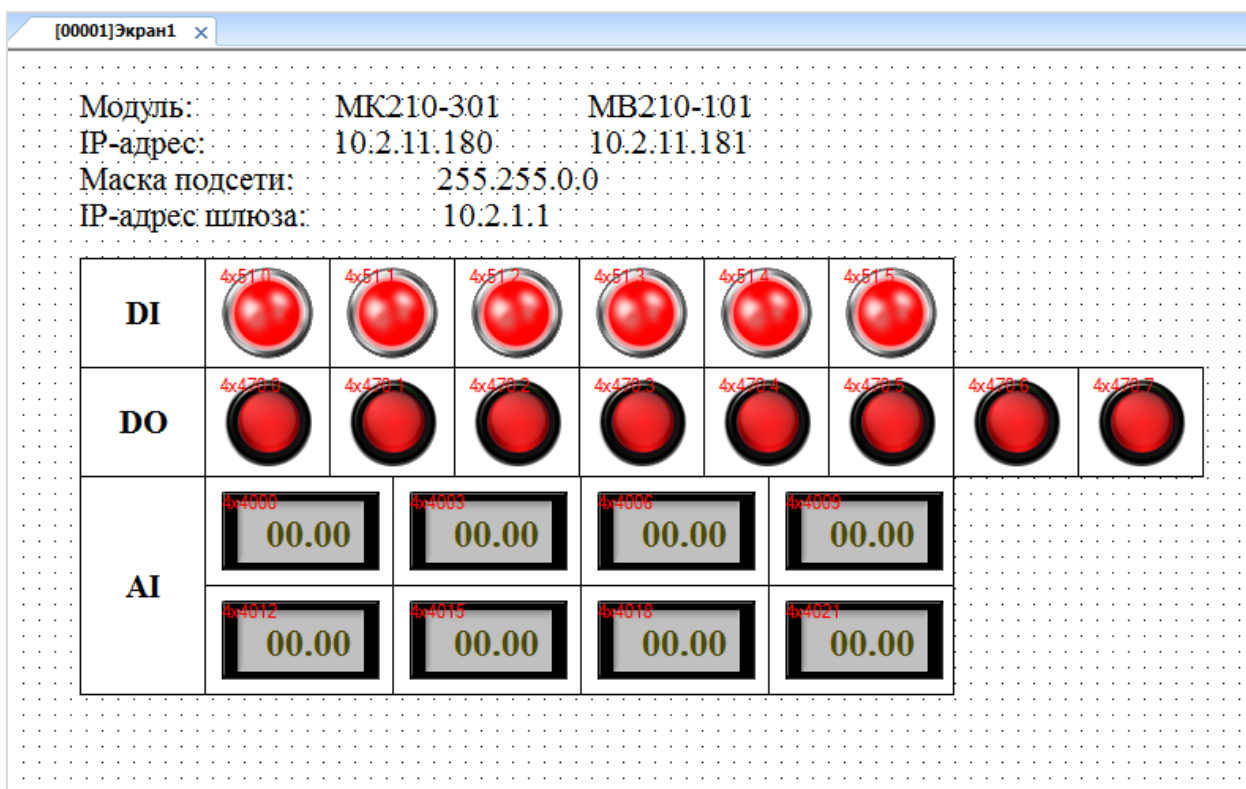 [00001]Экран1
Модуль: МК210-301 МВ210-101
IP-адрес: 10.2.11.180 10.2.11.181
Маска подсети: 255.255.0.0
IP-адрес шлюза: 10.2.1.1
DI 4x51.0 4x51.1 4x51.2 4x51.3 4x51.4 4x51.5
DO 4x470.0 4x470.1 4x470.2 4x470.3 4x470.4 4x470.5 4x470.6 4x470.7
4x4000 4x4003 4x4006 4x4009
00.00 00.00 00.00 00.00
AI
4x4012 4x4015 4x4018 4x4021
00.00 00.00 00.00 00.00